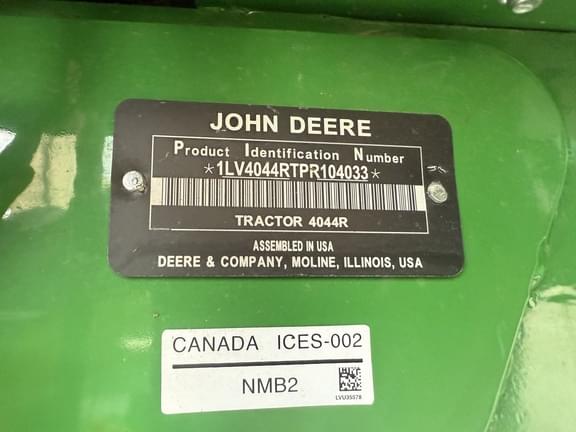 JOHN DEERE
Product Identification Number
*1LV4044RTPR104033*
TRACTOR 4044R
ASSEMBLED IN USA
DEERE & COMPANY, MOLINE, ILLINOIS, USA
CANADA ICES-002
NMB2
LVU35578